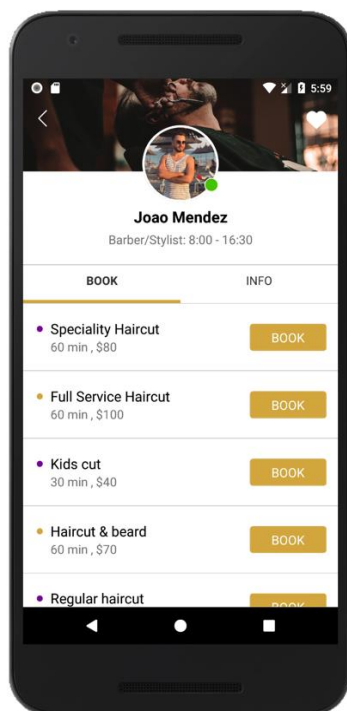 5:59
Joao Mendez
Barber/Stylist: 8:00 - 16:30
BOOK INFO
Speciality Haircut
60 min , $80
BOOK
Full Service Haircut
60 min , $100
BOOK
Kids cut
30 min , $40
BOOK
Haircut & beard
60 min , $70
BOOK
Regular haircut
BOOK